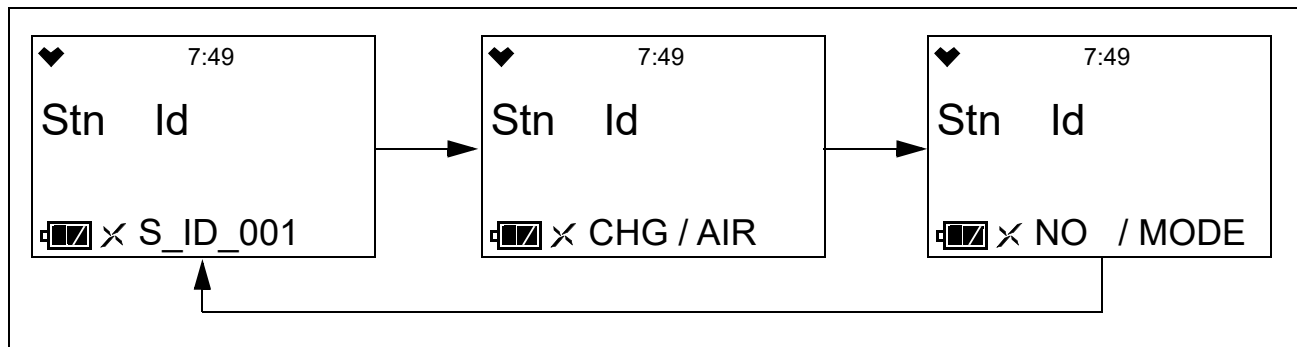 7:49
Stn Id
S_ID_001
7:49
Stn Id
CHG / AIR
7:49
Stn Id
NO / MODE